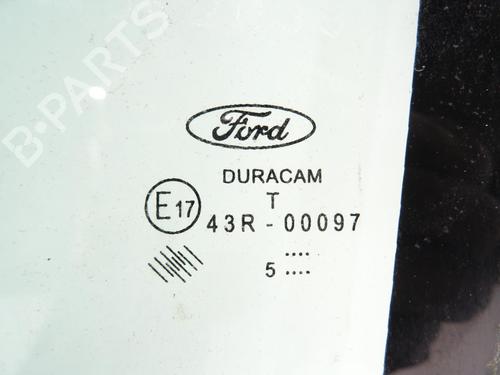 B-PARTS
Ford
DURACAM
T
E17
43R - 00097
....
5 ....